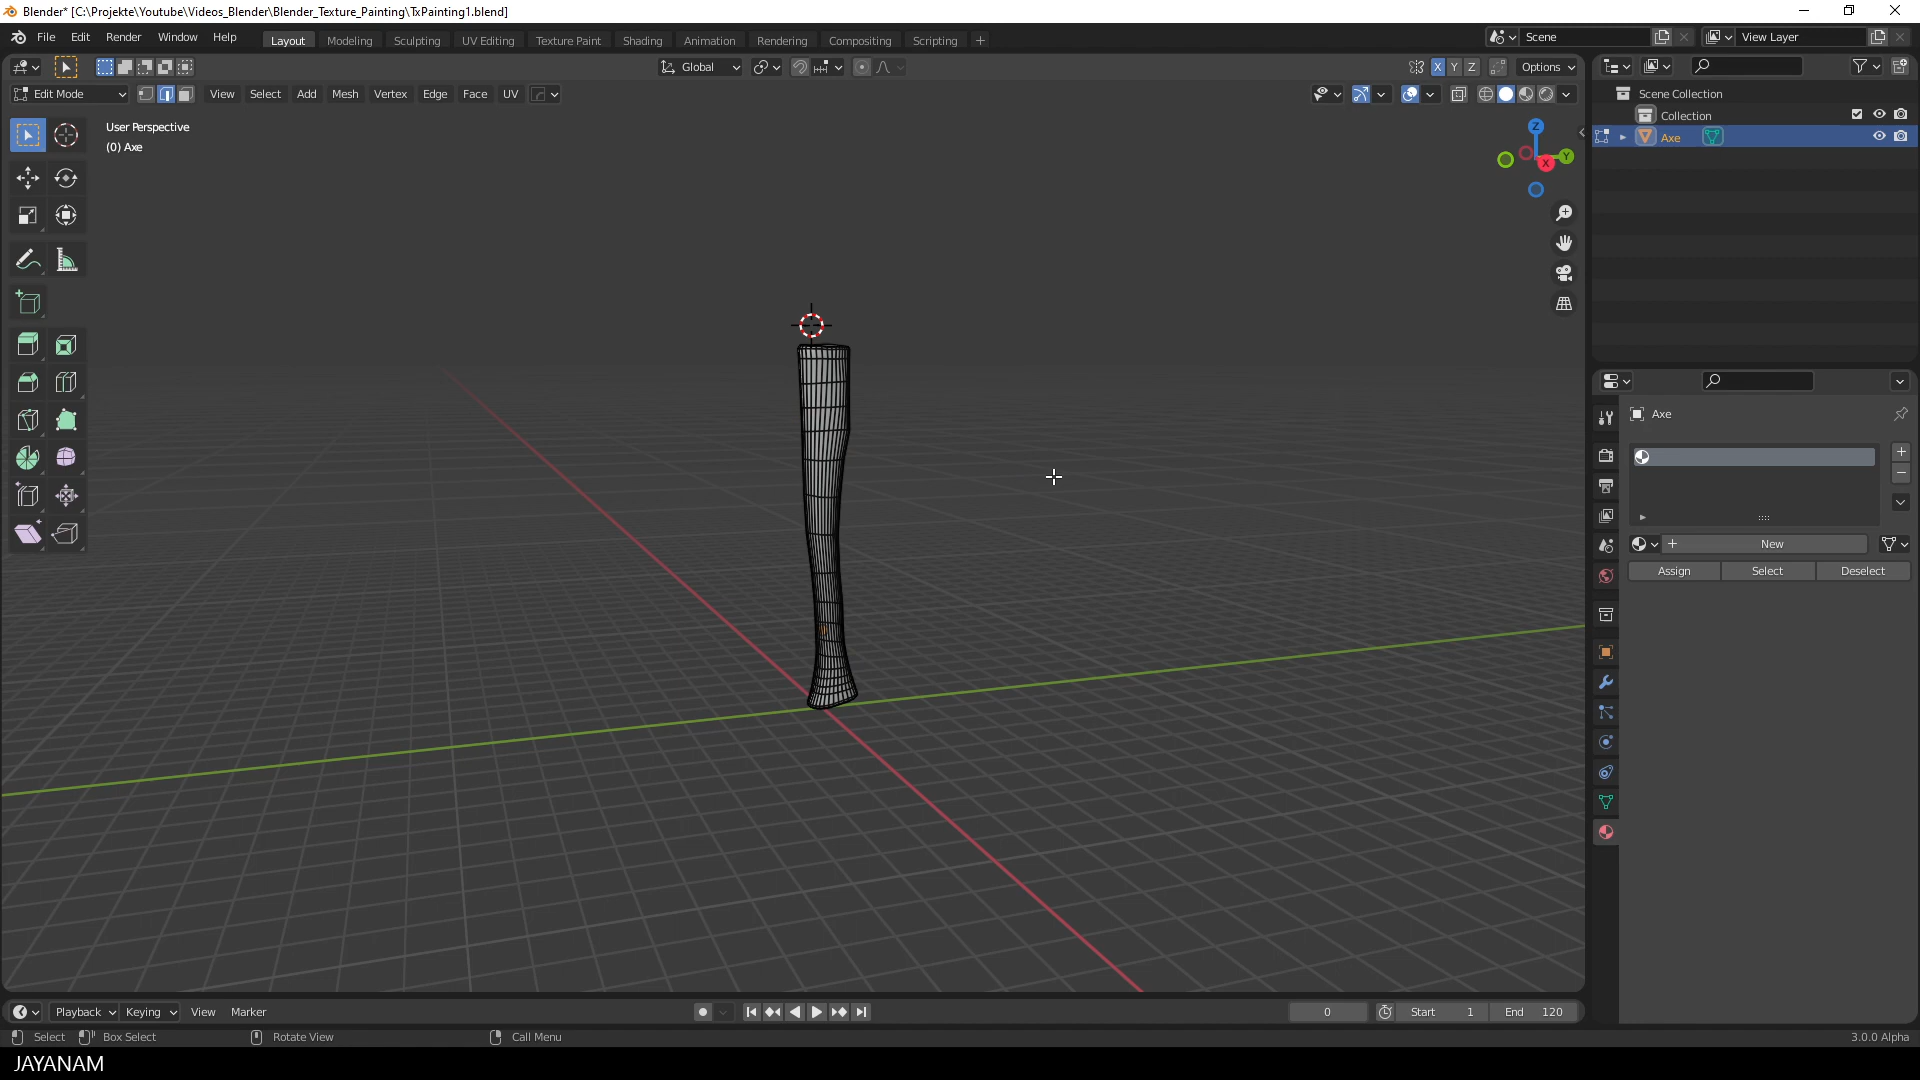 Blender* [C:\Projekte\Youtube\Videos_Blender\Blender_Texture_Painting\TxPainting1.blend]
File Edit Render Window Help Layout Modeling Sculpting UV Editing Texture Paint Shading Animation Rendering Compositing Scripting + Scene View Layer
Global X Y Z Options
Edit Mode View Select Add Mesh Vertex Edge Face UV
Scene Collection
Collection
Axe
User Perspective
(0) Axe
Z
Y
X
Axe
New
Assign Select Deselect
Playback Keying View Marker 0 Start 1 End 120
Select Box Select Rotate View Call Menu 3.0.0 Alpha
JAYANAM